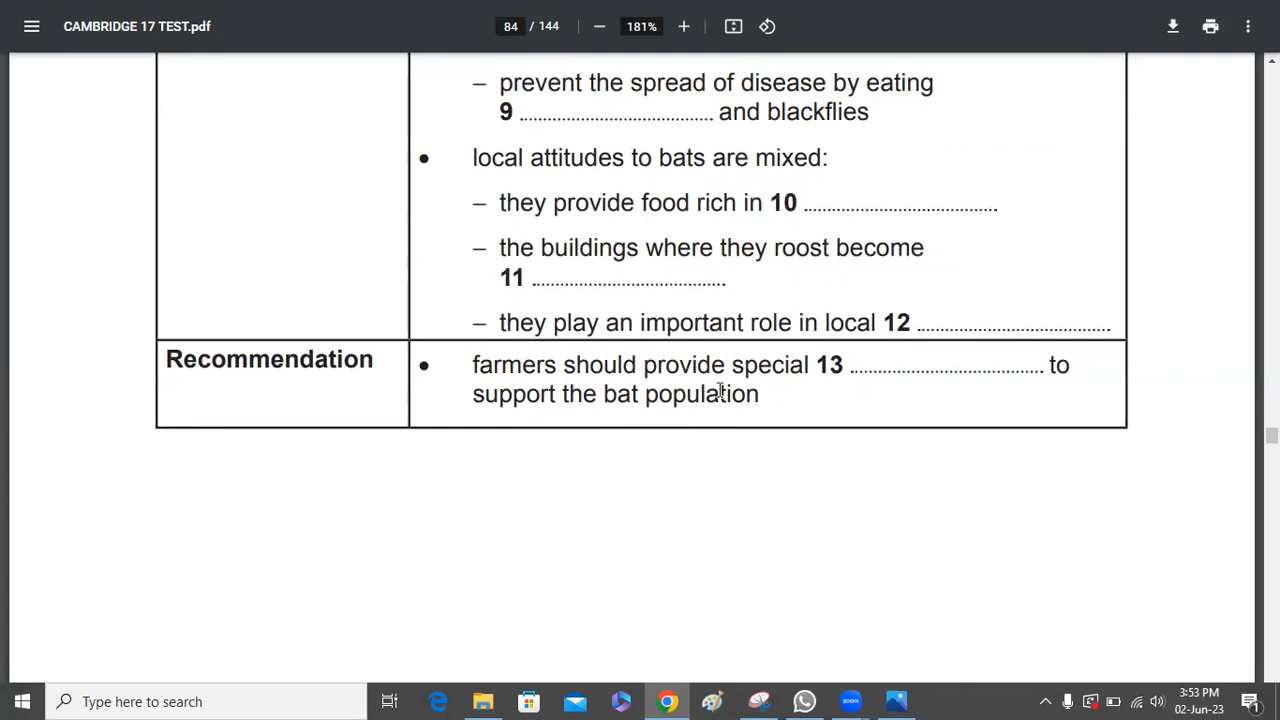 CAMBRIDGE 17 TEST.pdf
84 / 144
181%
– prevent the spread of disease by eating
9 .......................................... and blackflies
• local attitudes to bats are mixed:
– they provide food rich in 10 ..........................................
– the buildings where they roost become
11 ..........................................
– they play an important role in local 12 ..........................................
Recommendation
• farmers should provide special 13 .......................................... to
support the bat population
Type here to search
zoom
3:53 PM
02-Jun-23
1